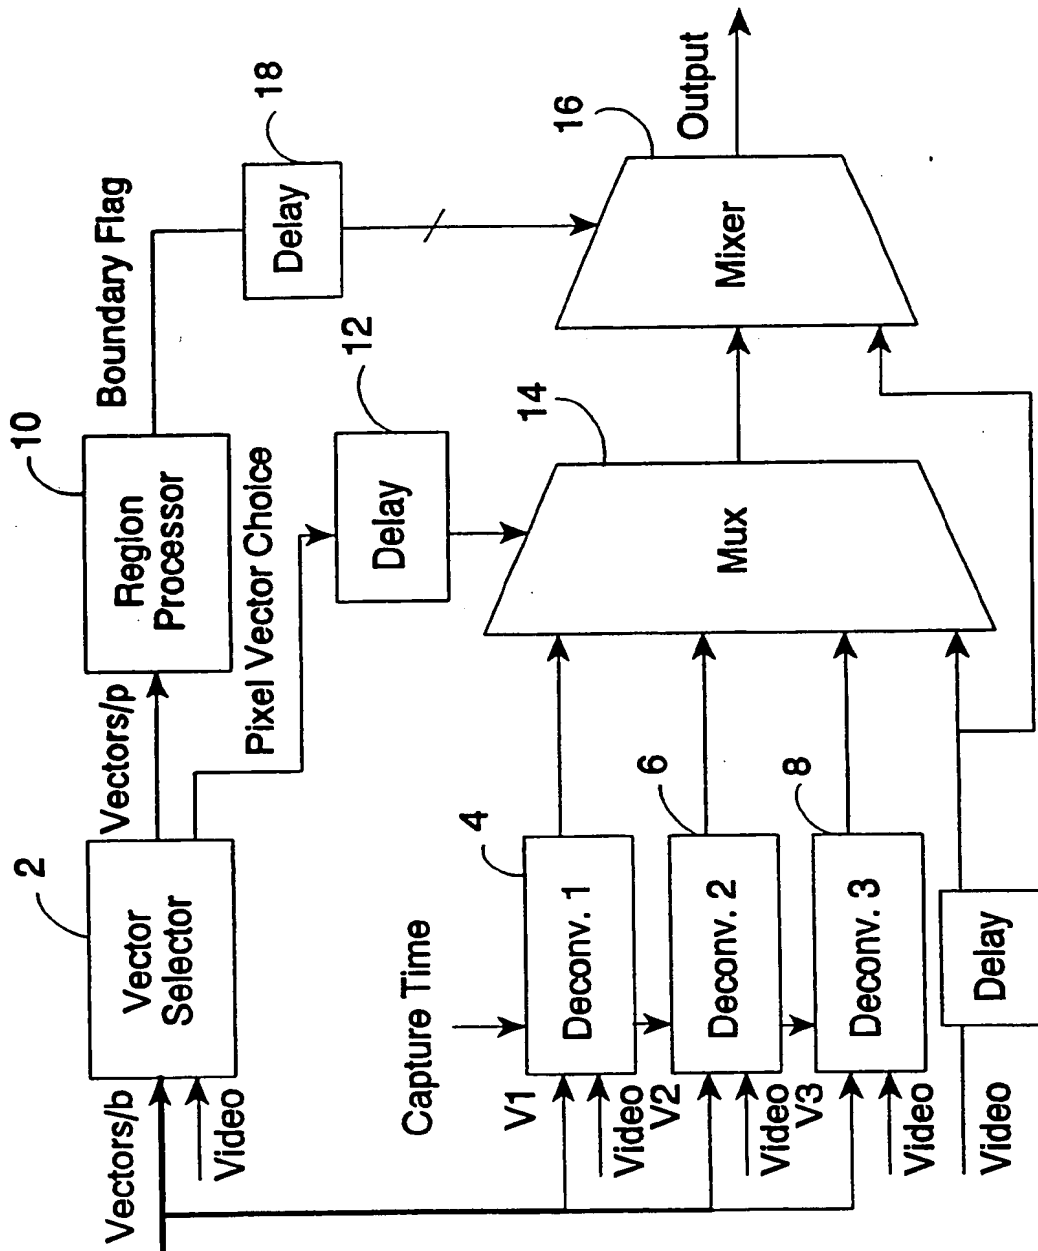 Vectors/b
Video
Vector
Selector
2
Vectors/p
Region
Processor
10
Boundary Flag
Delay
18
Pixel Vector Choice
Delay
12
Capture Time
V1
Video
Deconv. 1
4
V2
Video
Deconv. 2
6
V3
Video
Deconv. 3
8
Video
Delay
Mux
14
Mixer
16
Output